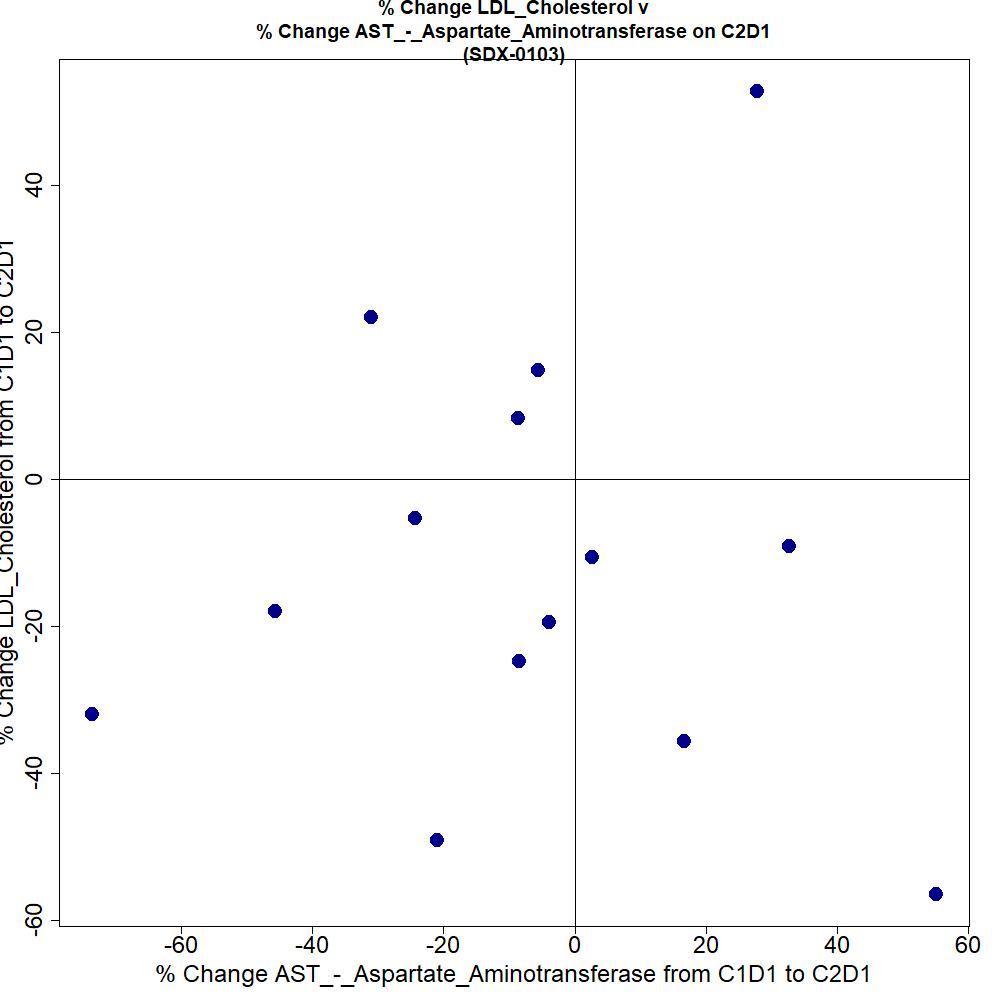 % Change LDL_Cholesterol v
% Change AST_-_Aspartate_Aminotransferase on C2D1
(SDX-0103)
% Change LDL_Cholesterol from C1D1 to C2D1
40
20
0
-20
-40
-60
-60
-40
-20
0
20
40
60
% Change AST_-_Aspartate_Aminotransferase from C1D1 to C2D1